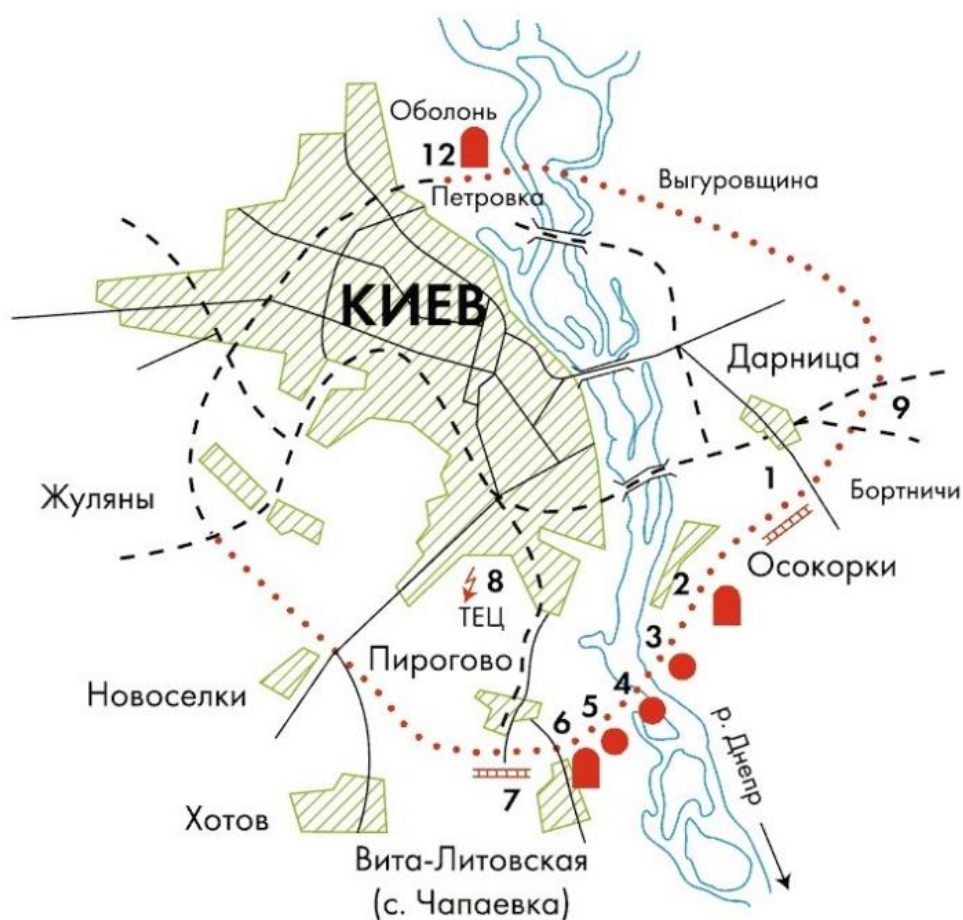 Оболонь
12
Петровка
Выгуровщина
КИЕВ
Дарница
9
1
Бортничи
Жуляны
Осокорки
8
ТЕЦ
2
3
Пирогово
4
Новоселки
5
6
р. Днепр
7
Хотов
Вита-Литовская
(с. Чапаевка)